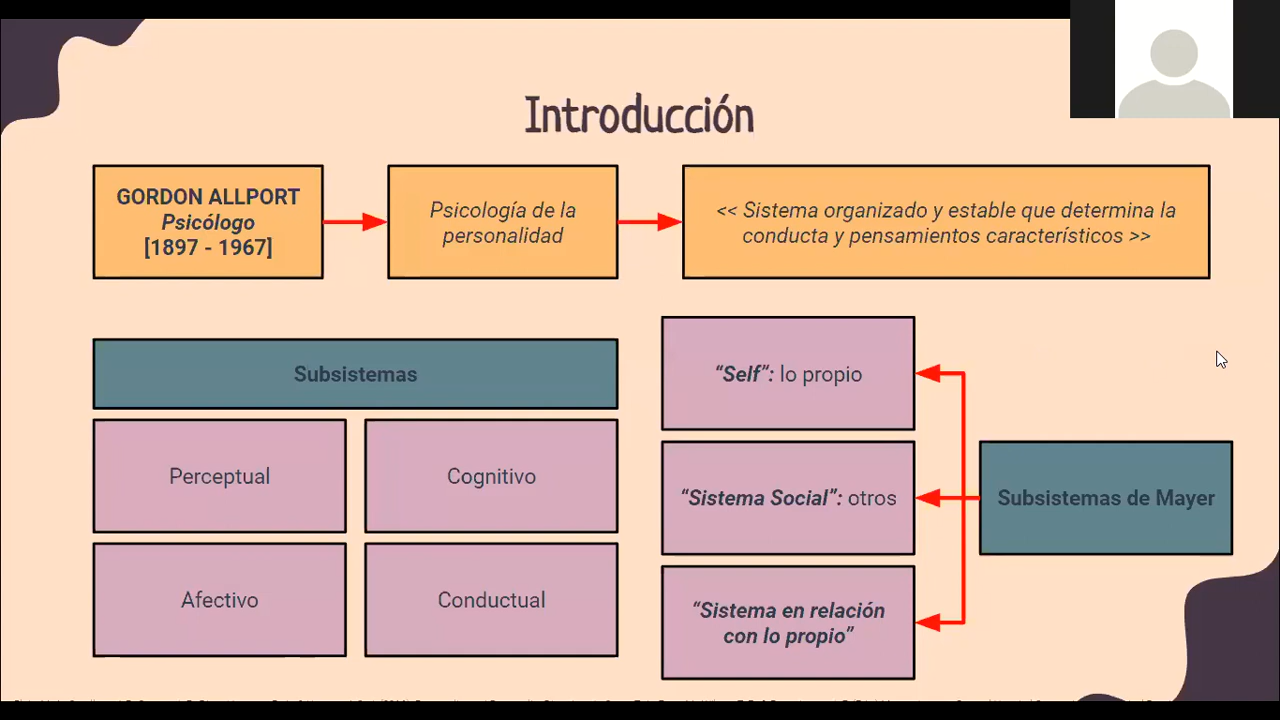 Introducción
GORDON ALLPORT
Psicólogo
[1897 - 1967]
Psicología de la
personalidad
<< Sistema organizado y estable que determina la
conducta y pensamientos característicos >>
Subsistemas
Perceptual
Cognitivo
Afectivo
Conductual
“Self”: lo propio
“Sistema Social”: otros
“Sistema en relación
con lo propio”
Subsistemas de Mayer